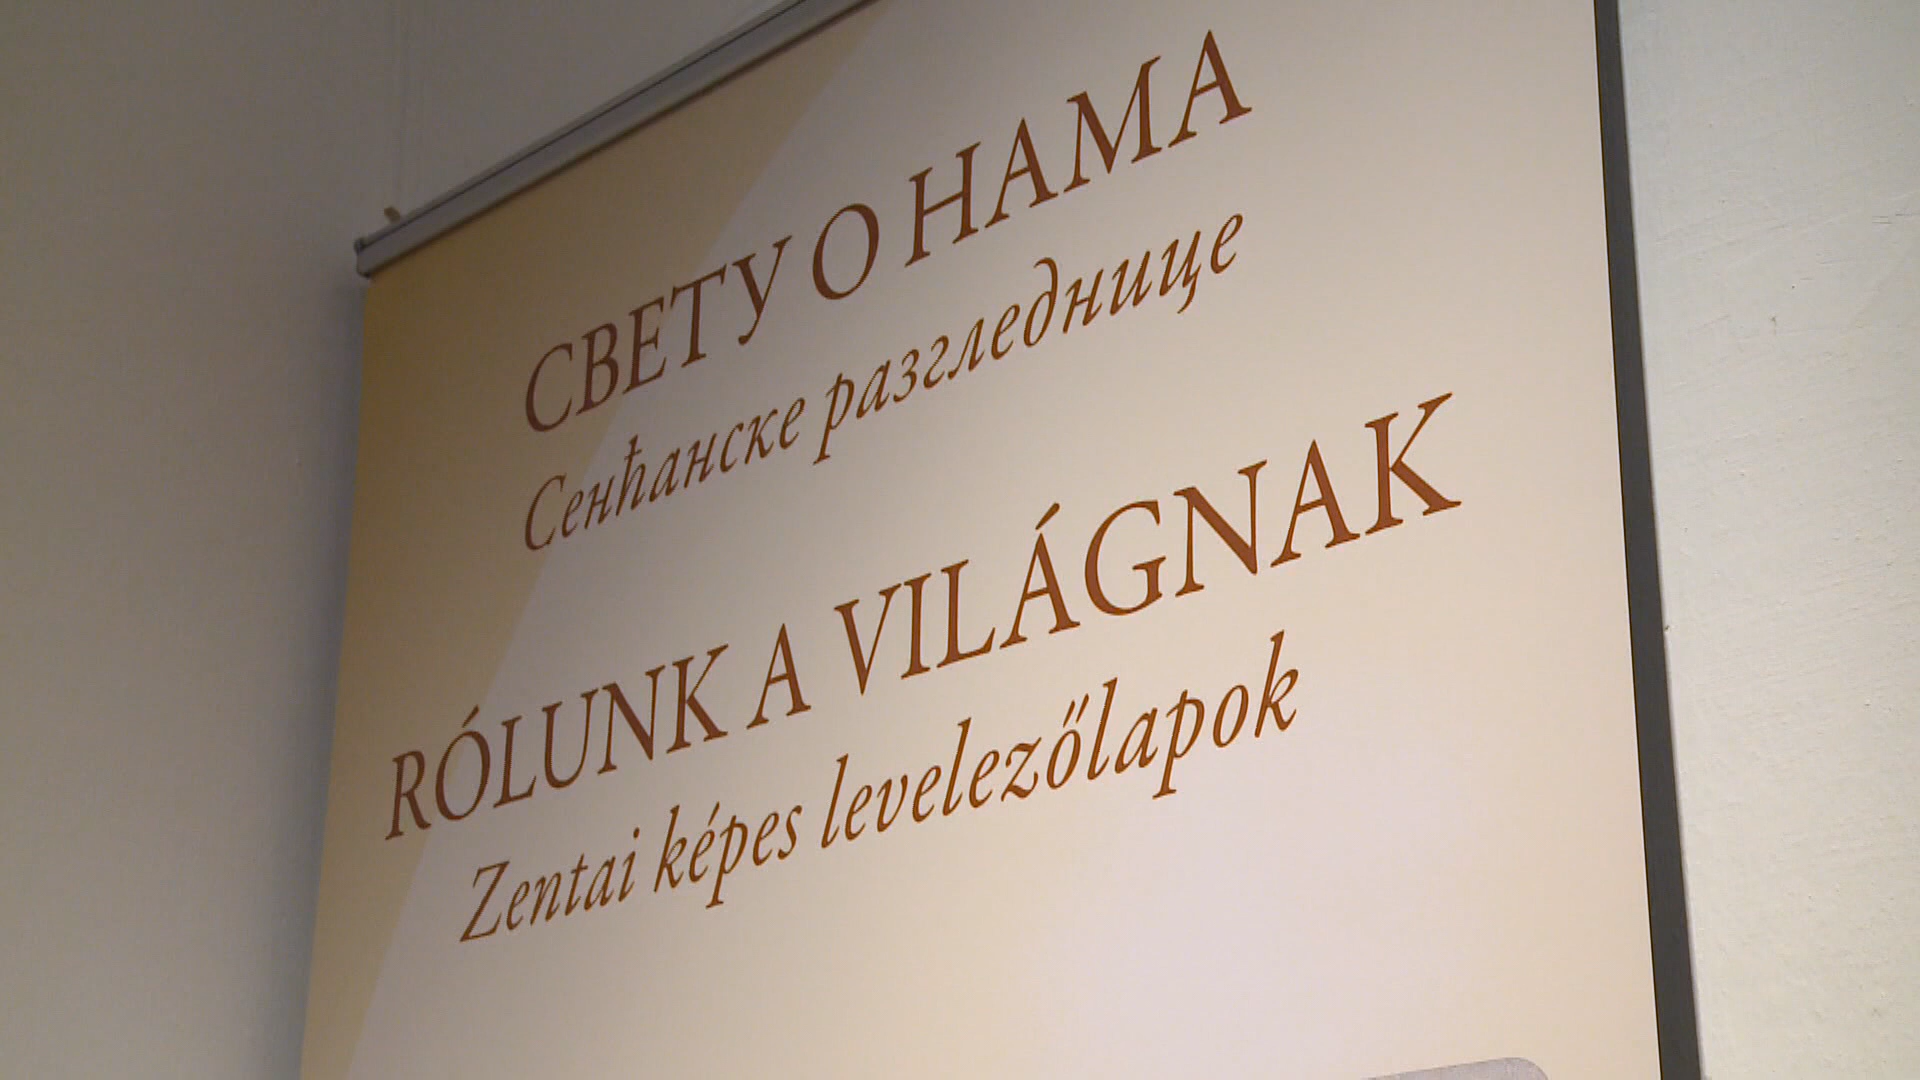 СВЕТУ О НАМА
Сенћанске разгледнице
RÓLUNK A VILÁGNAK
Zentai képes levelezőlapok